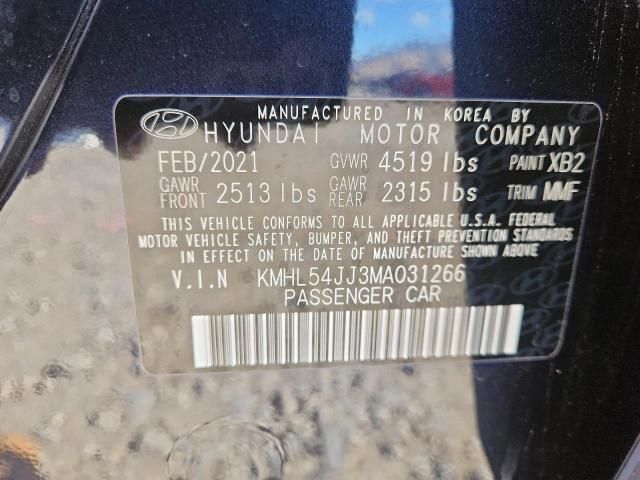 MANUFACTURED IN KOREA BY
HYUNDAI MOTOR COMPANY
FEB/2021 GVWR 4519 lbs PAINT XB2
GAWR FRONT 2513 lbs GAWR REAR 2315 lbs TRIM MMF
THIS VEHICLE CONFORMS TO ALL APPLICABLE U.S.A. FEDERAL
MOTOR VEHICLE SAFETY, BUMPER, AND THEFT PREVENTION STANDARDS
IN EFFECT ON THE DATE OF MANUFACTURE SHOWN ABOVE
V.I.N KMHL54JJ3MA031266
PASSENGER CAR